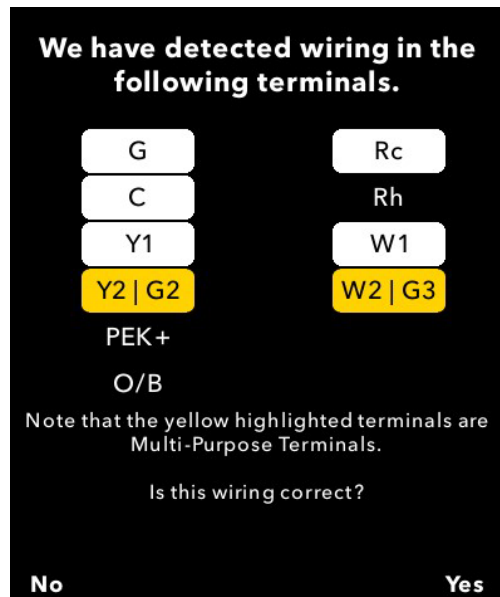 We have detected wiring in the
following terminals.
G
C
Y1
Y2 | G2
PEK+
O/B
Rc
Rh
W1
W2 | G3
Note that the yellow highlighted terminals are
Multi-Purpose Terminals.
Is this wiring correct?
No
Yes